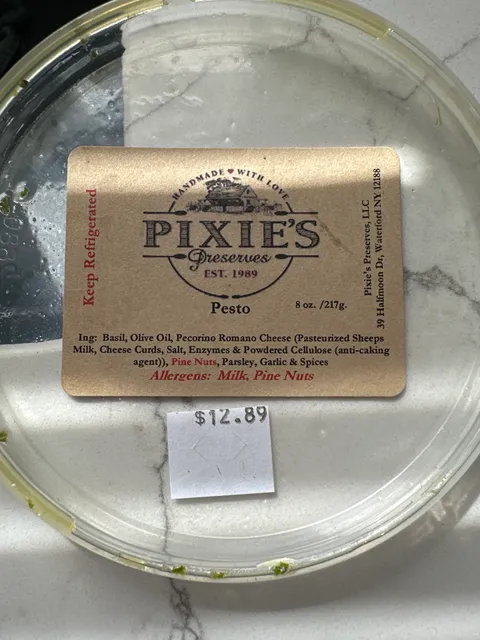 HANDMADE ♥ WITH LOVE
PIXIE'S
Preserves
EST. 1989
Pesto
8 oz. /217g.
Keep Refrigerated
Pixie's Preserves, LLC
39 Halfmoon Dr, Waterford NY 12188
Ing: Basil, Olive Oil, Pecorino Romano Cheese (Pasteurized Sheeps
Milk, Cheese Curds, Salt, Enzymes & Powdered Cellulose (anti-caking
agent)), Pine Nuts, Parsley, Garlic & Spices
Allergens: Milk, Pine Nuts
$12.89